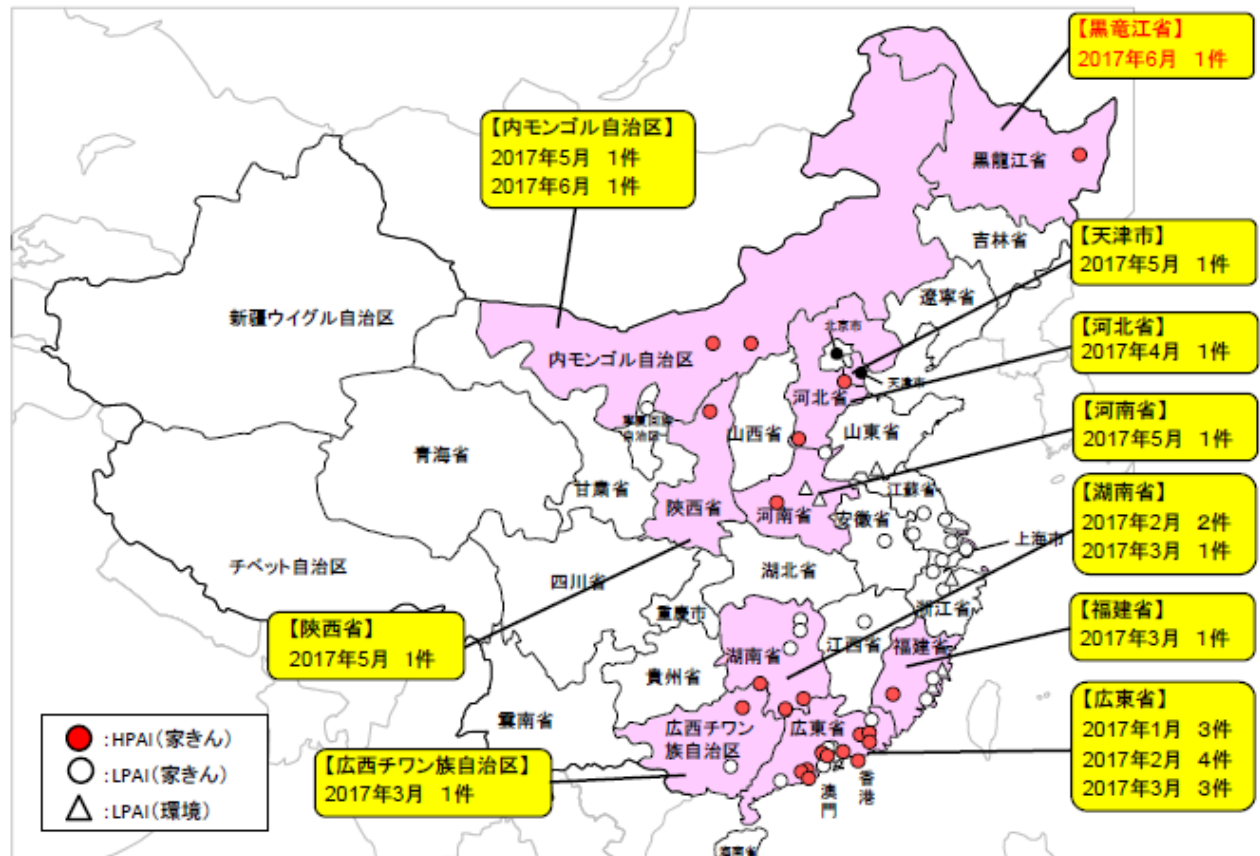 【黒竜江省】
2017年6月 1件
【内モンゴル自治区】
2017年5月 1件
2017年6月 1件
黒龍江省
吉林省
【天津市】
2017年5月 1件
遼寧省
新疆ウイグル自治区
北京市
【河北省】
2017年4月 1件
内モンゴル自治区
天津市
河北省
【河南省】
2017年5月 1件
寧夏回族
自治区
山西省
山東省
青海省
甘粛省
陝西省
河南省
江蘇省
安徽省
【湖南省】
2017年2月 2件
2017年3月 1件
上海市
チベット自治区
四川省
湖北省
重慶市
浙江省
【陝西省】
2017年5月 1件
【福建省】
2017年3月 1件
湖南省
江西省
福建省
貴州省
雲南省
広西チワン
族自治区
広東省
【広東省】
2017年1月 3件
2017年2月 4件
2017年3月 3件
:HPAI(家きん)
:LPAI(家きん)
:LPAI(環境)
【広西チワン族自治区】
2017年3月 1件
澳門
香港
海南省